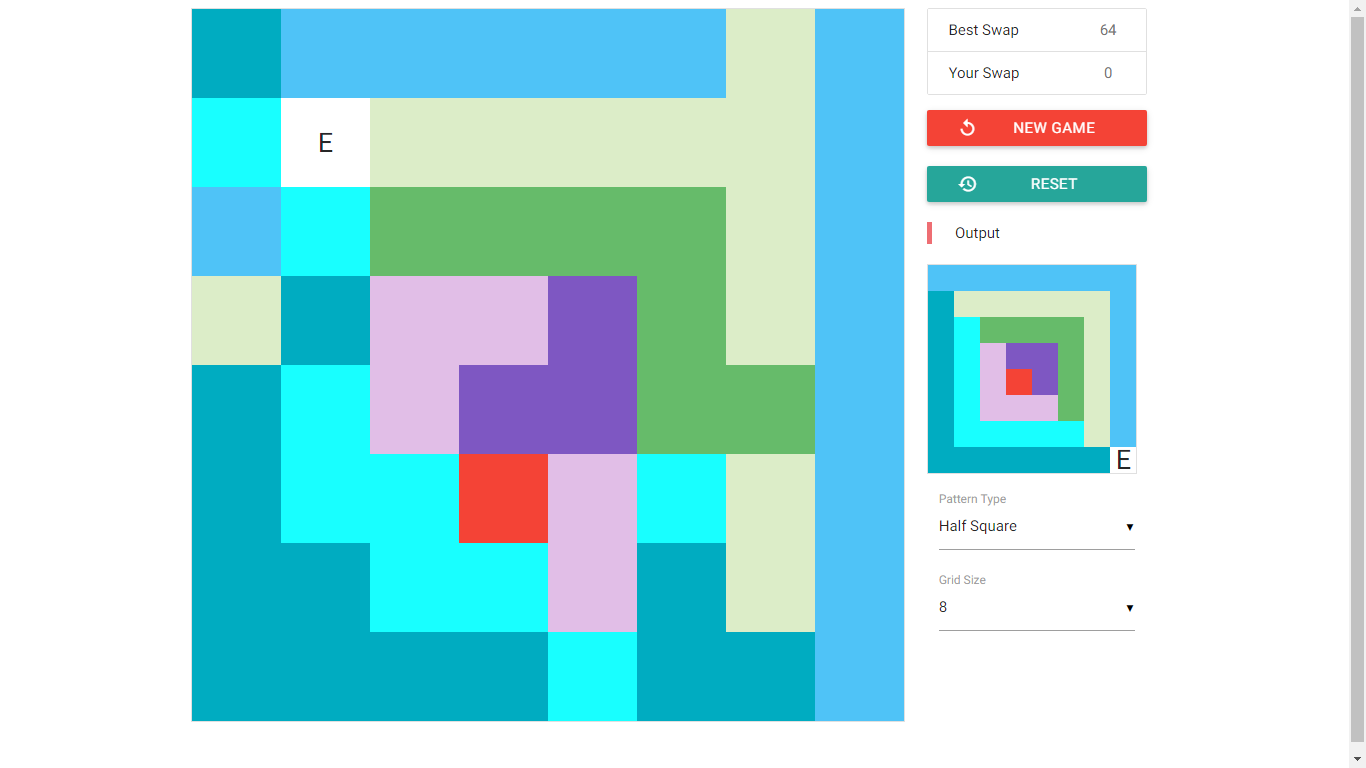 E
Best Swap 64
Your Swap 0
NEW GAME
RESET
Output
E
Pattern Type
Half Square
Grid Size
8